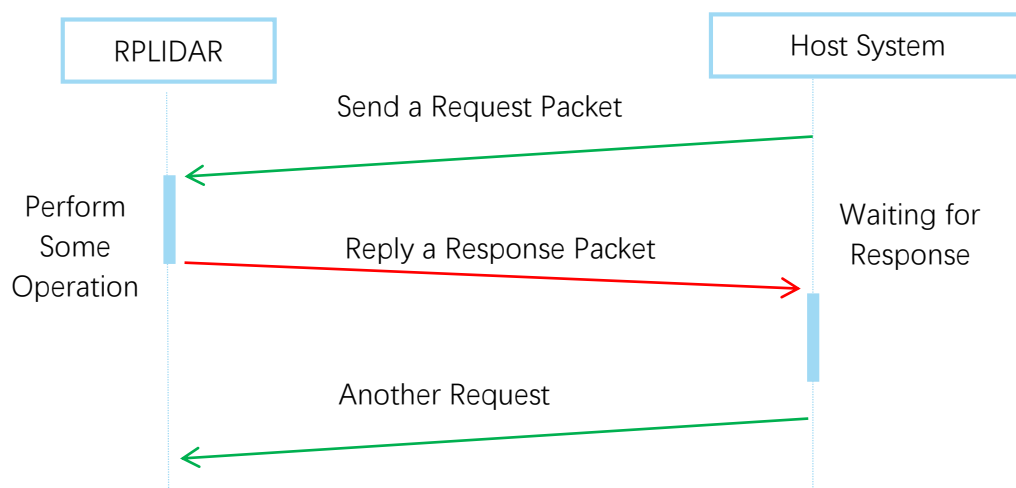 RPLIDAR
Host System
Send a Request Packet
Perform
Some
Operation
Waiting for
Response
Reply a Response Packet
Another Request